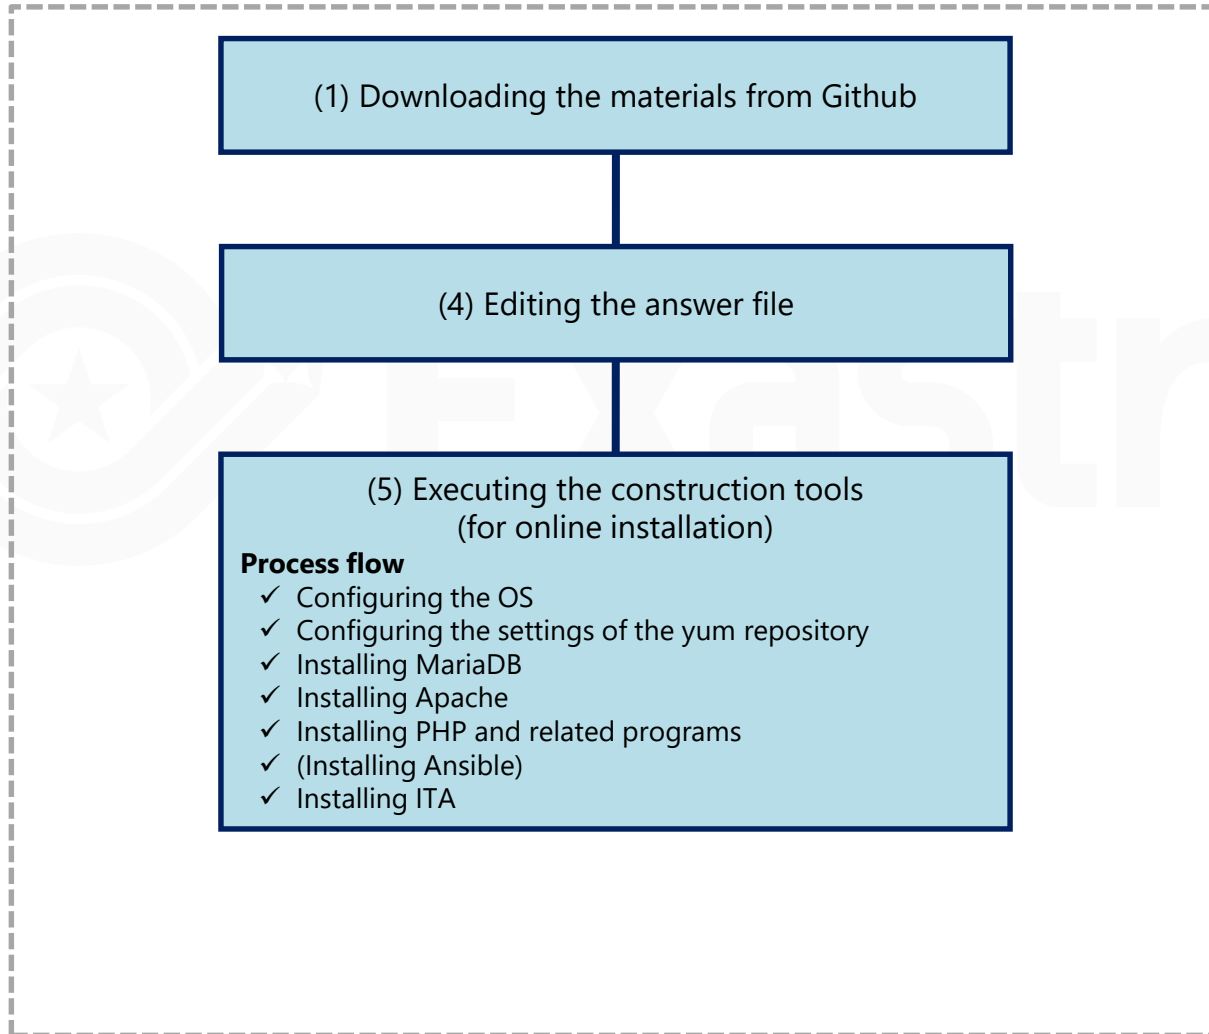 (1) Downloading the materials from Github
(4) Editing the answer file
(5) Executing the construction tools
(for online installation)
Process flow
✓ Configuring the OS
✓ Configuring the settings of the yum repository
✓ Installing MariaDB
✓ Installing Apache
✓ Installing PHP and related programs
✓ (Installing Ansible)
✓ Installing ITA
Exastr